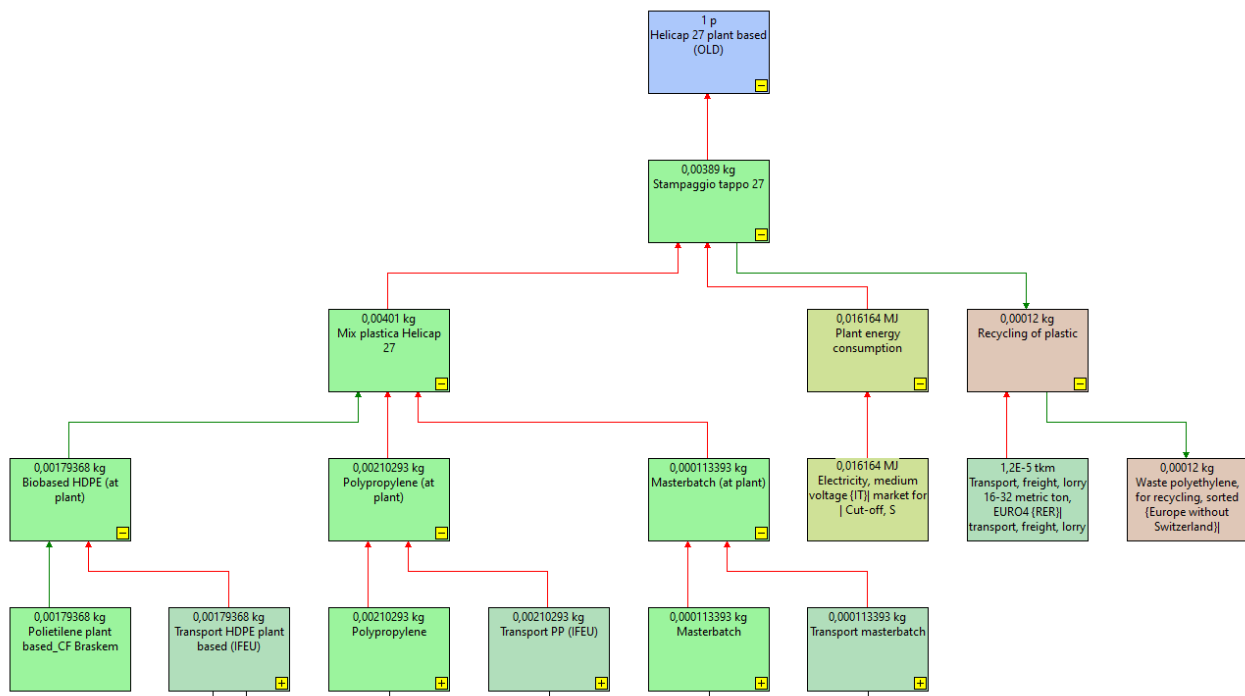 1 p
Helicap 27 plant based
(OLD)
0,00389 kg
Stampaggio tappo 27
0,00401 kg
Mix plastica Helicap
27
0,016164 MJ
Plant energy
consumption
0,00012 kg
Recycling of plastic
0,00179368 kg
Biobased HDPE (at
plant)
0,00210293 kg
Polypropylene (at
plant)
0,000113393 kg
Masterbatch (at plant)
0,016164 MJ
Electricity, medium
voltage {IT}| market for
| Cut-off, S
1,2E-5 tkm
Transport, freight, lorry
16-32 metric ton,
EURO4 {RER}|
transport, freight, lorry
0,00012 kg
Waste polyethylene,
for recycling, sorted
{Europe without
Switzerland}|
0,00179368 kg
Polietilene plant
based_CF Braskem
0,00179368 kg
Transport HDPE plant
based (IFEU)
0,00210293 kg
Polypropylene
0,00210293 kg
Transport PP (IFEU)
0,000113393 kg
Masterbatch
0,000113393 kg
Transport masterbatch